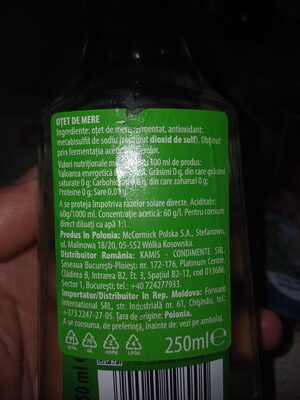 OȚET DE MERE
Ingrediente: oțet de mere fermentat, antioxidant:
metabisulfit de sodiu (conține dioxid de sulf). Obținut
prin fermentația acetică a merelor.
Valori nutriționale medii per 100 ml de produs:
Valoarea energetică Grăsimi 0 g, din care grăsimi
saturate 0 g; Carbohidrați din care zaharuri 0 g;
Proteine 0 g; Sare 0,01 g.
A se proteja împotriva razelor solare directe. Aciditate:
60g/1000 ml. Concentrație acetică: 60 g/l. Pentru consum
direct diluați cu apă 1:1.
Produs în Polonia: McCormick Polska S.A., Stefanowo,
ul. Malinowa 18/20, 05-552 Wólka Kosowska.
Distribuitor România: KAMIS - CONDIMENTE SRL,
Șoseaua București-Ploiești nr. 172-176, Platinum Centre,
Clădirea B, Intrarea B2, Et. 3, Spațiul B2-12, cod 013686,
Sector 1, București; tel.: +40 724277933.
Importator/Distribuitor în Rep. Moldova: Forward
International SRL, str. Industrială nr. 61, Chișinău, tel.:
+373 2247-27-05. Țara de origine: Polonia.
A se consuma, de preferință, înainte de: vezi pe ambalaj.
GL
HDPE
LPDE
250ml e